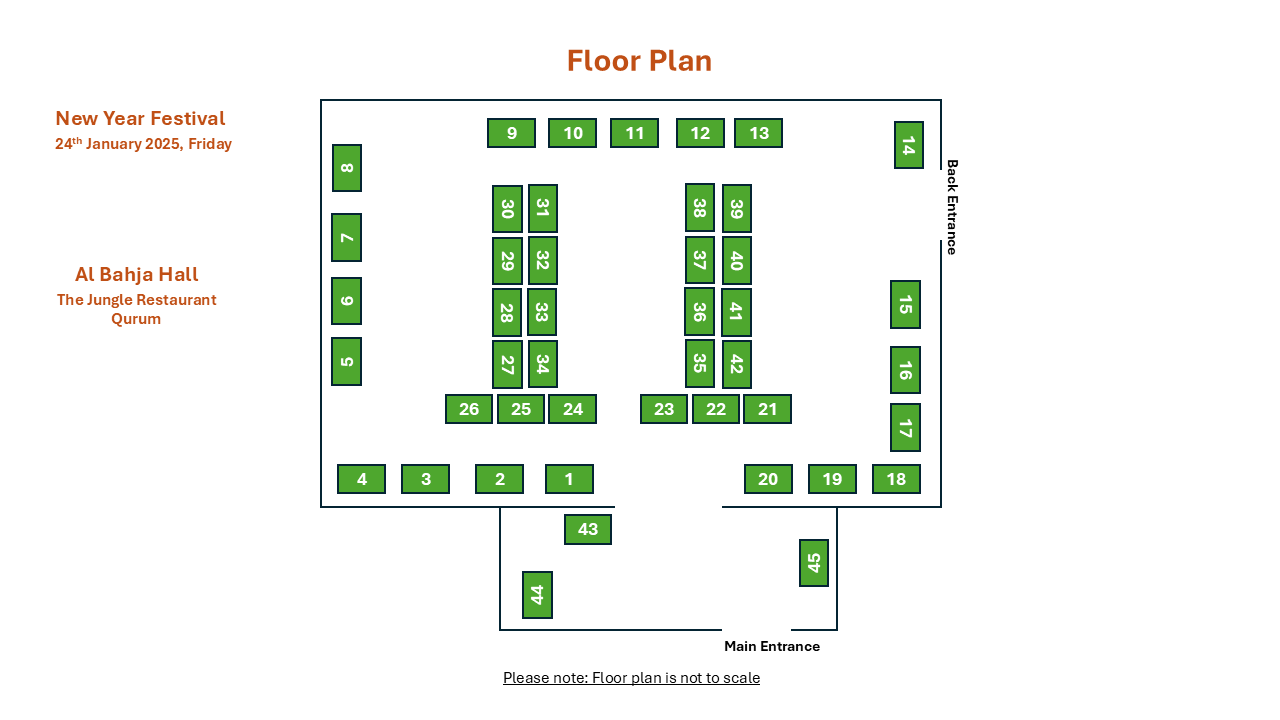 Floor Plan
New Year Festival
24th January 2025, Friday
Al Bahja Hall
The Jungle Restaurant
Qurum
9 10 11 12 13
14
8
Back Entrance
30 31 38 39
7
29 32 37 40
6
28 33 36 41
15
5
27 34 35 42
16
26 25 24 23 22 21
17
4 3 2 1 20 19 18
43
45
44
Main Entrance
Please note: Floor plan is not to scale